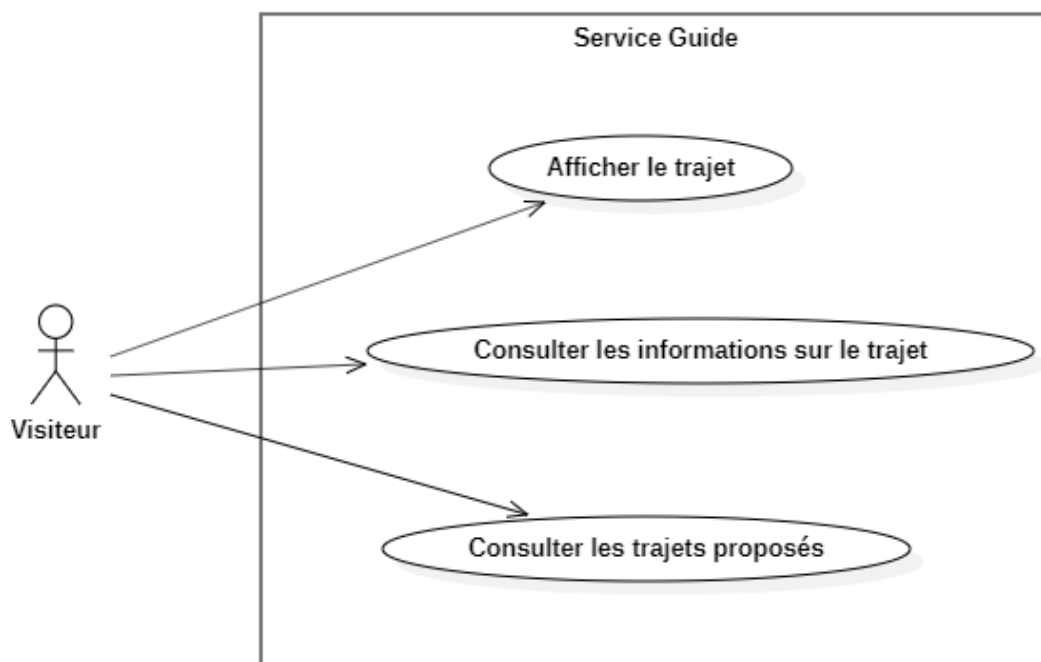 Service Guide
Afficher le trajet
Consulter les informations sur le trajet
Visiteur
Consulter les trajets proposés